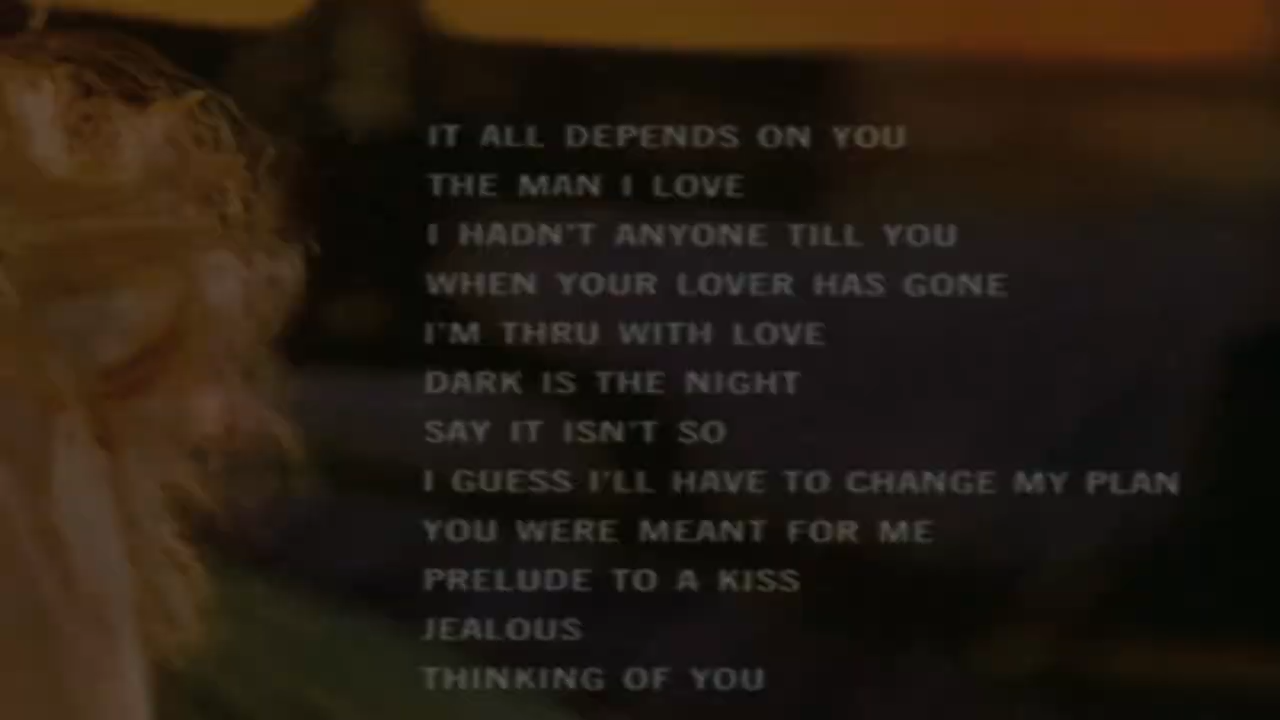 IT ALL DEPENDS ON YOU
THE MAN I LOVE
I HADN'T ANYONE TILL YOU
WHEN YOUR LOVER HAS GONE
I'M THRU WITH LOVE
DARK IS THE NIGHT
SAY IT ISN'T SO
I GUESS I'LL HAVE TO CHANGE MY PLAN
YOU WERE MEANT FOR ME
PRELUDE TO A KISS
JEALOUS
THINKING OF YOU